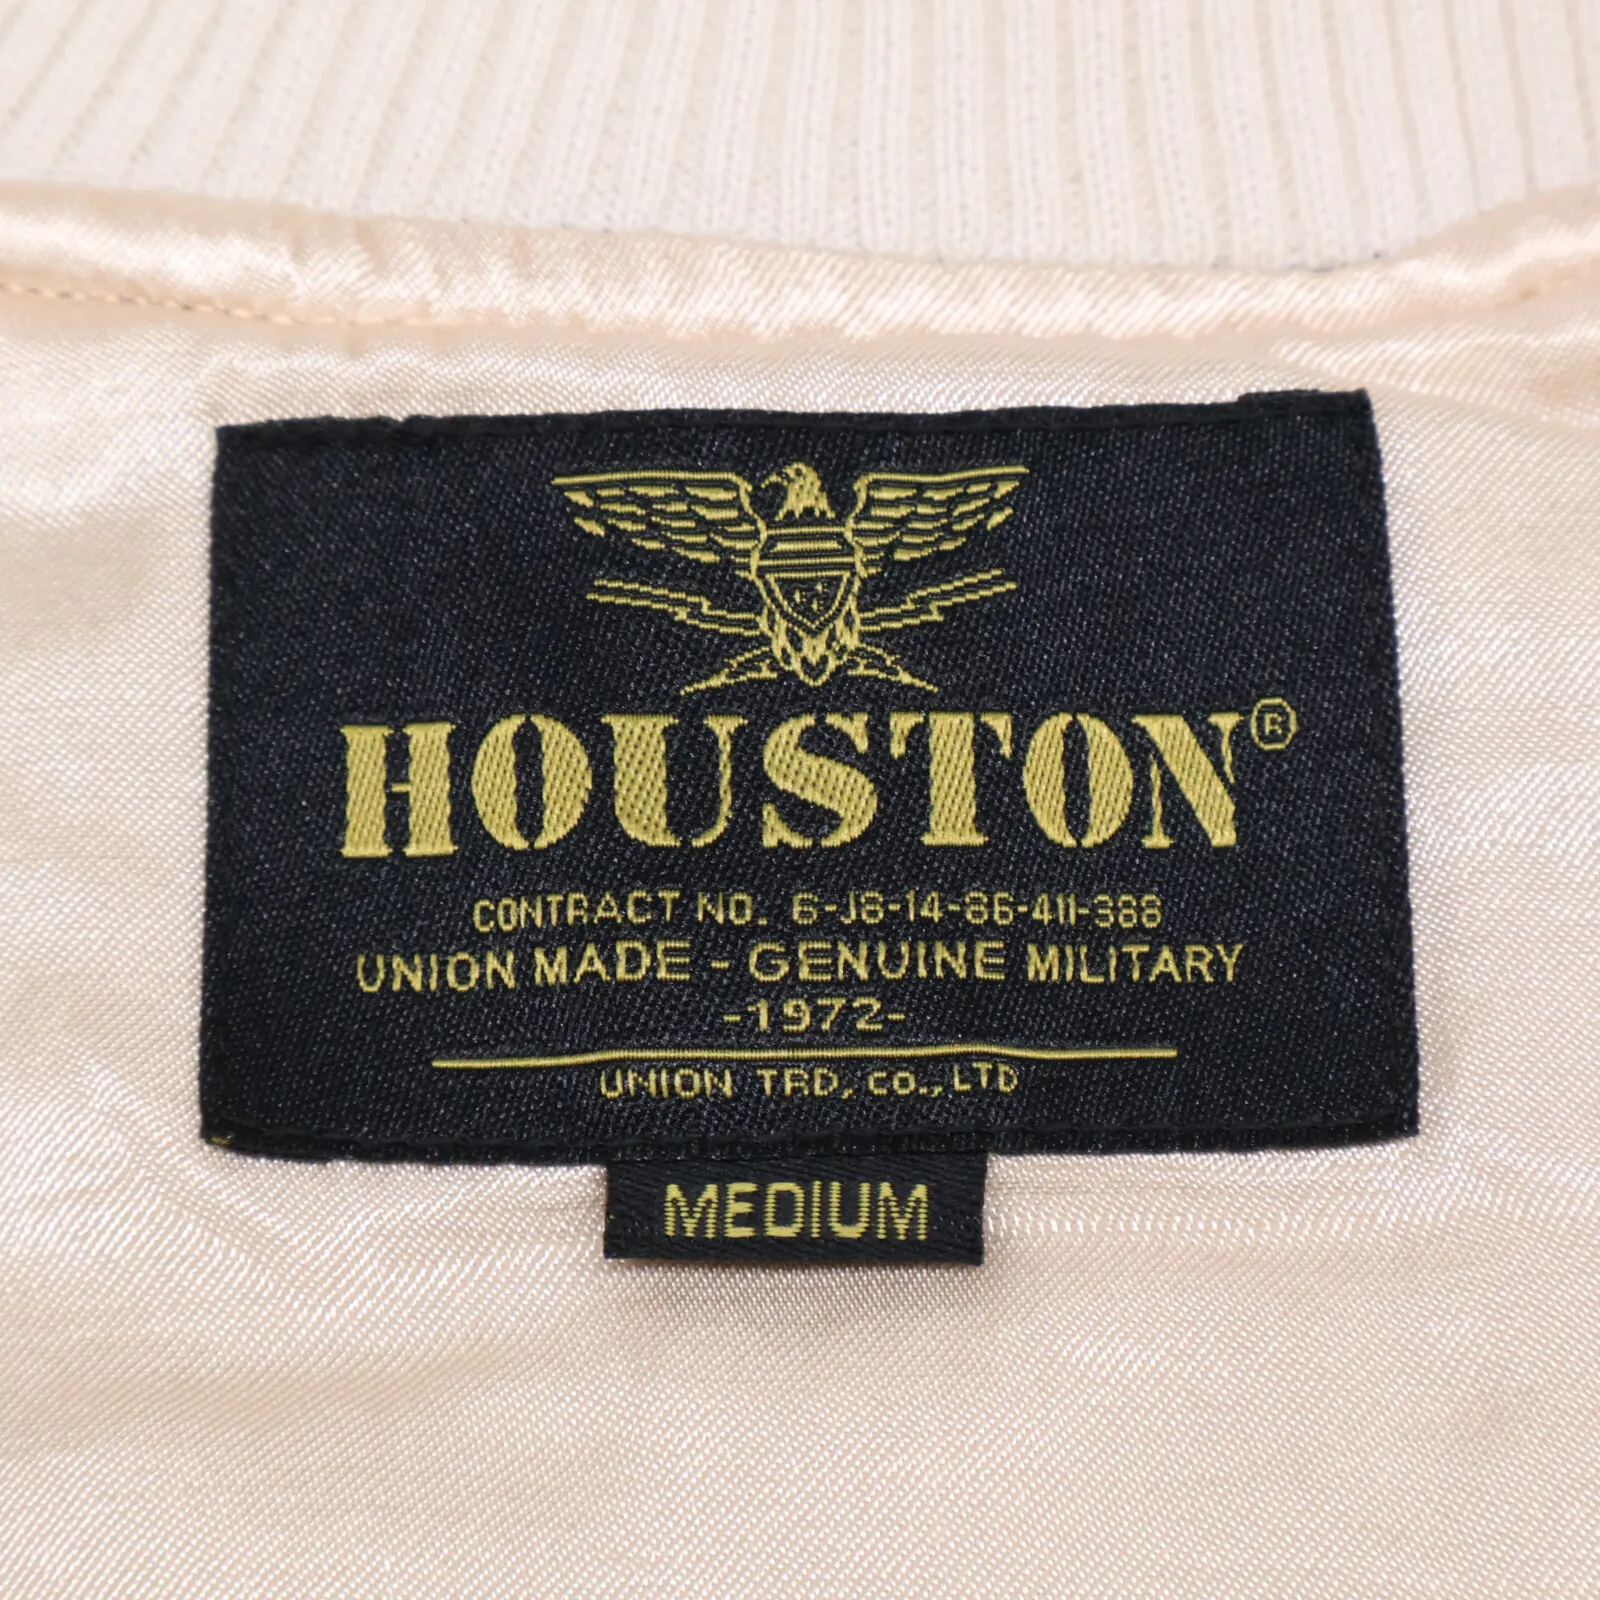 HOUSTON®
CONTRACT NO. 6-J8-14-86-411-388
UNION MADE - GENUINE MILITARY
-1972-
UNION TRD, CO., LTD
MEDIUM